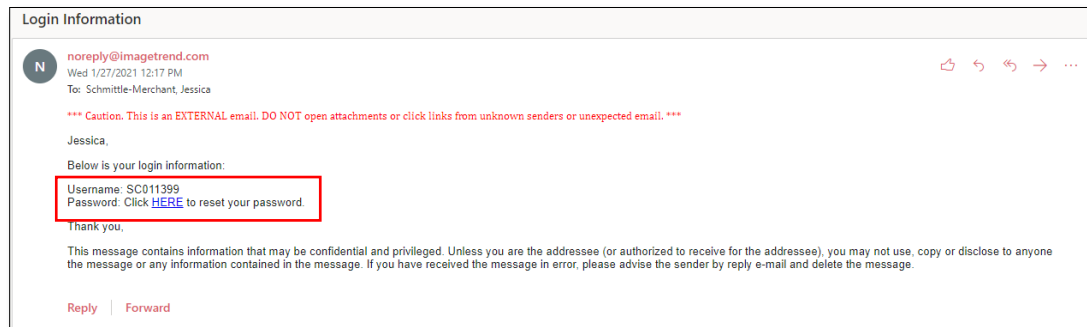 Login Information
N
noreply@imagetrend.com
Wed 1/27/2021 12:17 PM
To: Schmittle-Merchant, Jessica
*** Caution. This is an EXTERNAL email. DO NOT open attachments or click links from unknown senders or unexpected email. ***
Jessica,
Below is your login information:
Username: SC011399
Password: Click HERE to reset your password.
Thank you,
This message contains information that may be confidential and privileged. Unless you are the addressee (or authorized to receive for the addressee), you may not use, copy or disclose to anyone
the message or any information contained in the message. If you have received the message in error, please advise the sender by reply e-mail and delete the message.
Reply Forward